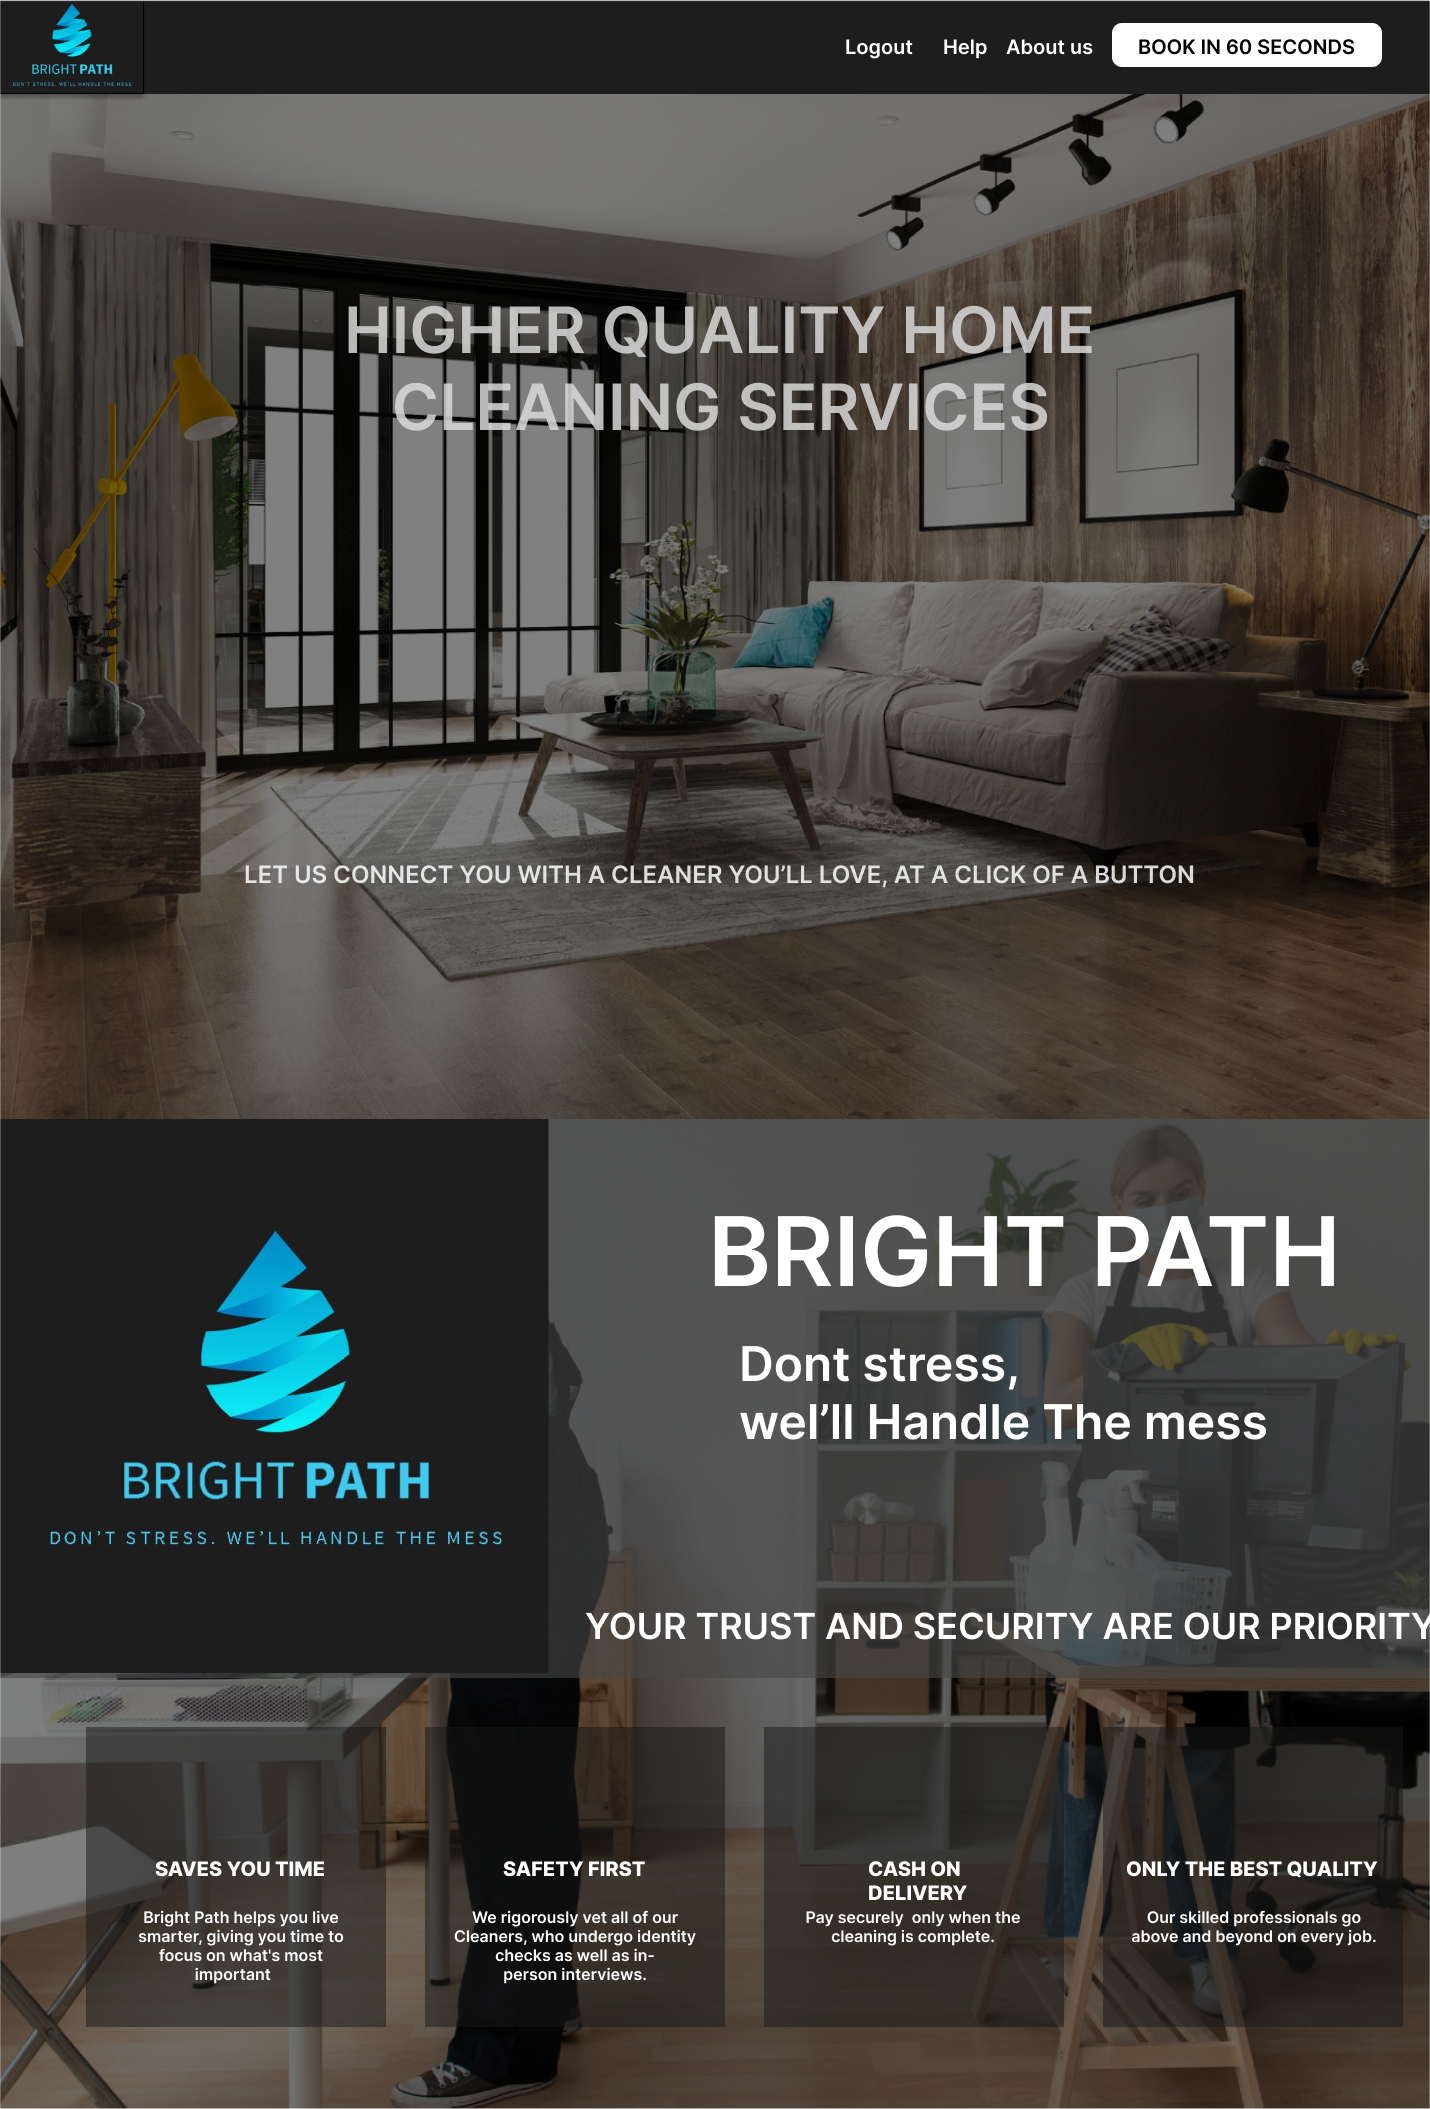 BRIGHT PATH
DON'T STRESS. WE'LL HANDLE THE MESS
Logout Help About us BOOK IN 60 SECONDS
HIGHER QUALITY HOME
CLEANING SERVICES
LET US CONNECT YOU WITH A CLEANER YOU’LL LOVE, AT A CLICK OF A BUTTON
BRIGHT PATH
DON’T STRESS. WE’LL HANDLE THE MESS
BRIGHT PATH
Dont stress,
wel’ll Handle The mess
YOUR TRUST AND SECURITY ARE OUR PRIORITY
SAVES YOU TIME
Bright Path helps you live
smarter, giving you time to
focus on what's most
important
SAFETY FIRST
We rigorously vet all of our
Cleaners, who undergo identity
checks as well as in-
person interviews.
CASH ON
DELIVERY
Pay securely  only when the
cleaning is complete.
ONLY THE BEST QUALITY
Our skilled professionals go
above and beyond on every job.